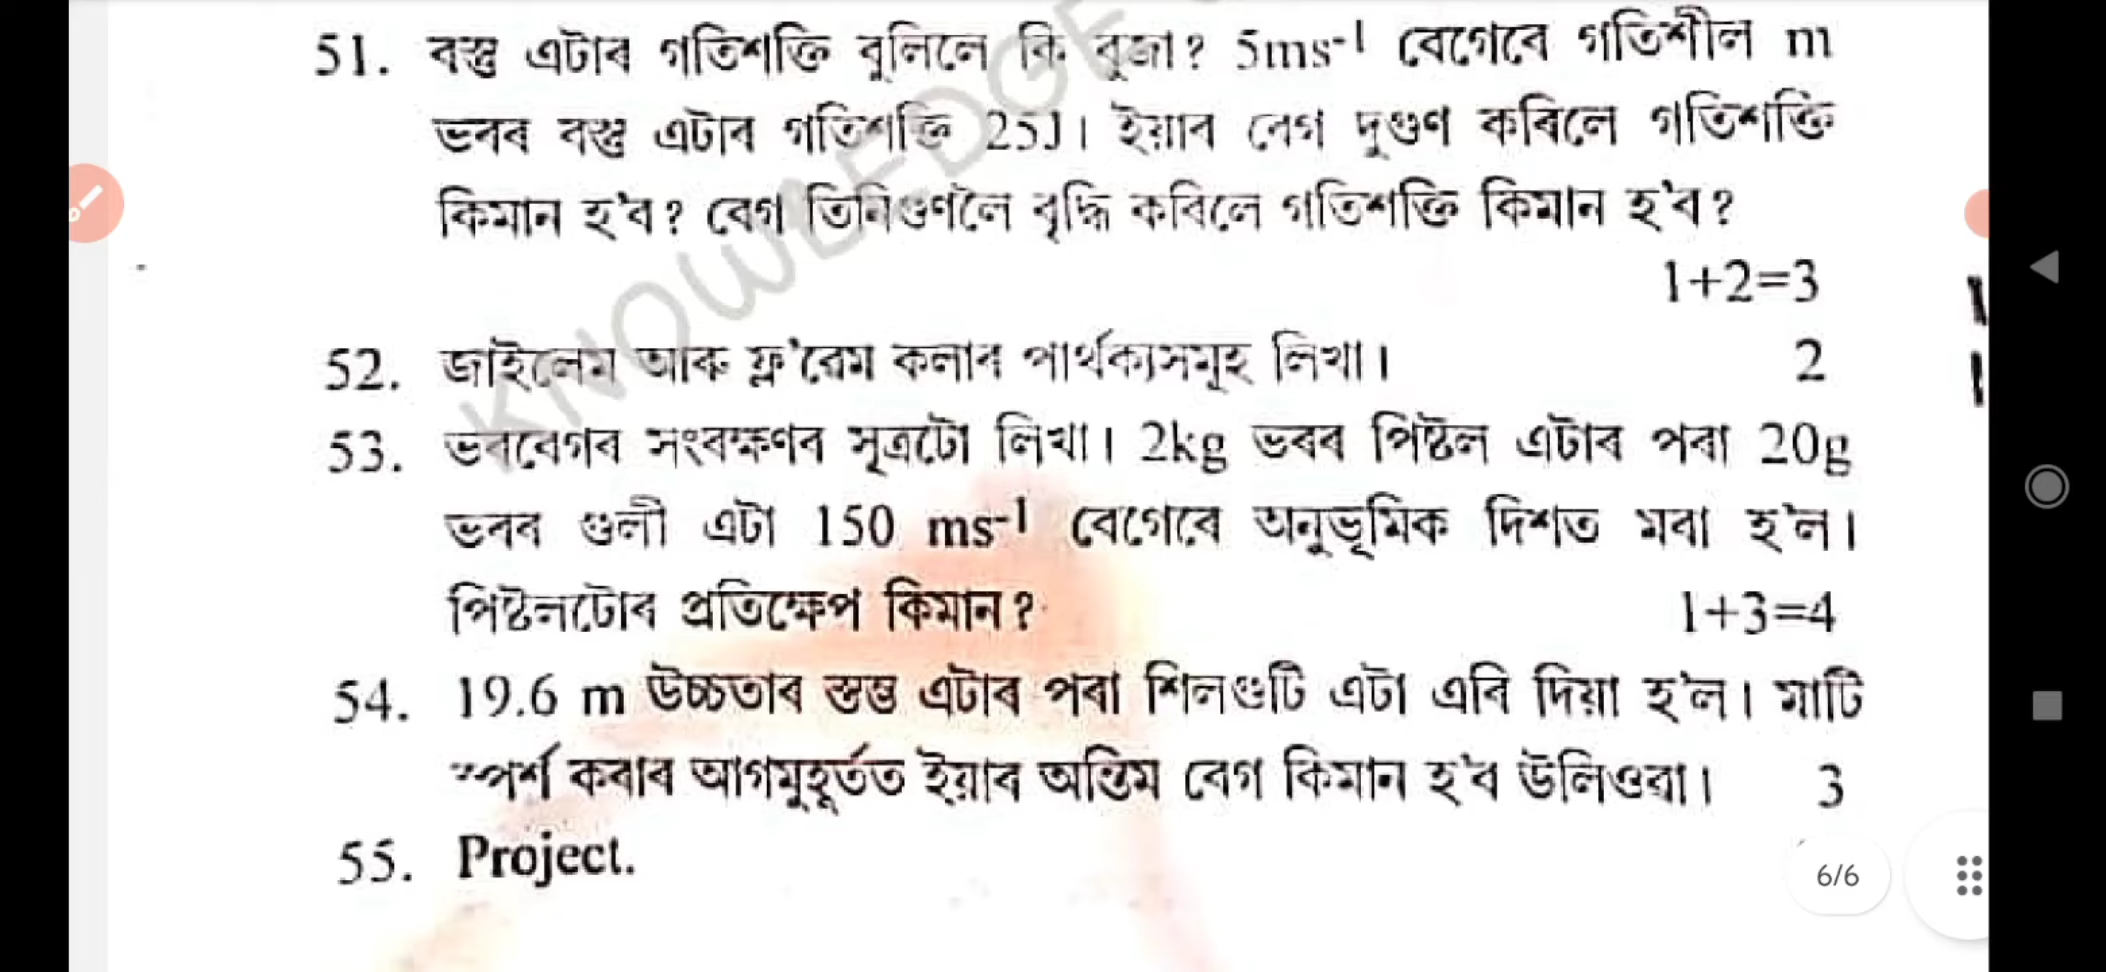 51. বস্তু এটাৰ গতিশক্তি বুলিলে কি বুজা? 5ms⁻¹ বেগেৰে গতিশীল m
ভৰৰ বস্তু এটাৰ গতিশক্তি 25J। ইয়াৰ বেগ দুগুণ কৰিলে গতিশক্তি
কিমান হ'ব? বেগ তিনিগুণলৈ বৃদ্ধি কৰিলে গতিশক্তি কিমান হ'ব?
1+2=3
52. জাইলেম আৰু ফ্ল'ৱেম কলাৰ পাৰ্থক্যসমূহ লিখা। 2
53. ভৰবেগৰ সংৰক্ষণৰ সূত্ৰটো লিখা। 2kg ভৰৰ পিষ্টল এটাৰ পৰা 20g
ভৰৰ গুলী এটা 150 ms⁻¹ বেগেৰে অনুভূমিক দিশত মৰা হ'ল।
পিষ্টলটোৰ প্ৰতিক্ষেপ কিমান? 1+3=4
54. 19.6 m উচ্চতাৰ স্তম্ভ এটাৰ পৰা শিলগুটি এটা এৰি দিয়া হ'ল। মাটি
স্পৰ্শ কৰাৰ আগমুহূৰ্তত ইয়াৰ অন্তিম বেগ কিমান হ'ব উলিওৱা। 3
55. Project.
6/6
KNOWLEDGE